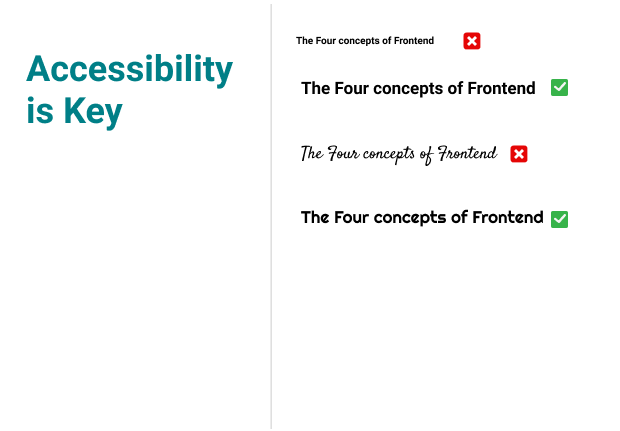 Accessibility
is Key
The Four concepts of Frontend
The Four concepts of Frontend
The Four concepts of Frontend
The Four concepts of Frontend